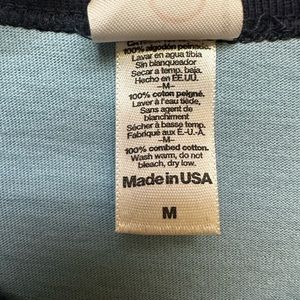 100% algodón peinado.
Lavar en agua tibia
Sin blanqueador
Secar a temp. baja.
Hecho en EE.UU.
–M–
100% coton peigné.
Laver à l'eau tiède,
Sans agent de
blanchiment
Sécher à basse temp.
Fabriqué aux É.-U.-A.
–M–
100% combed cotton.
Wash warm, do not
bleach, dry low.
Made in USA
M